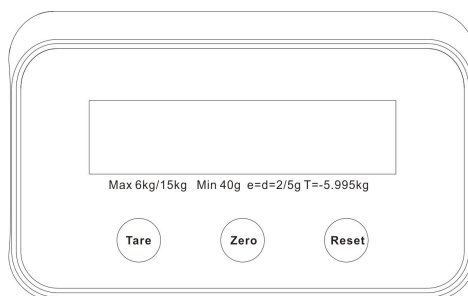 Max 6kg/15kg Min 40g e=d=2/5g T=-5.995kg
Tare Zero Reset